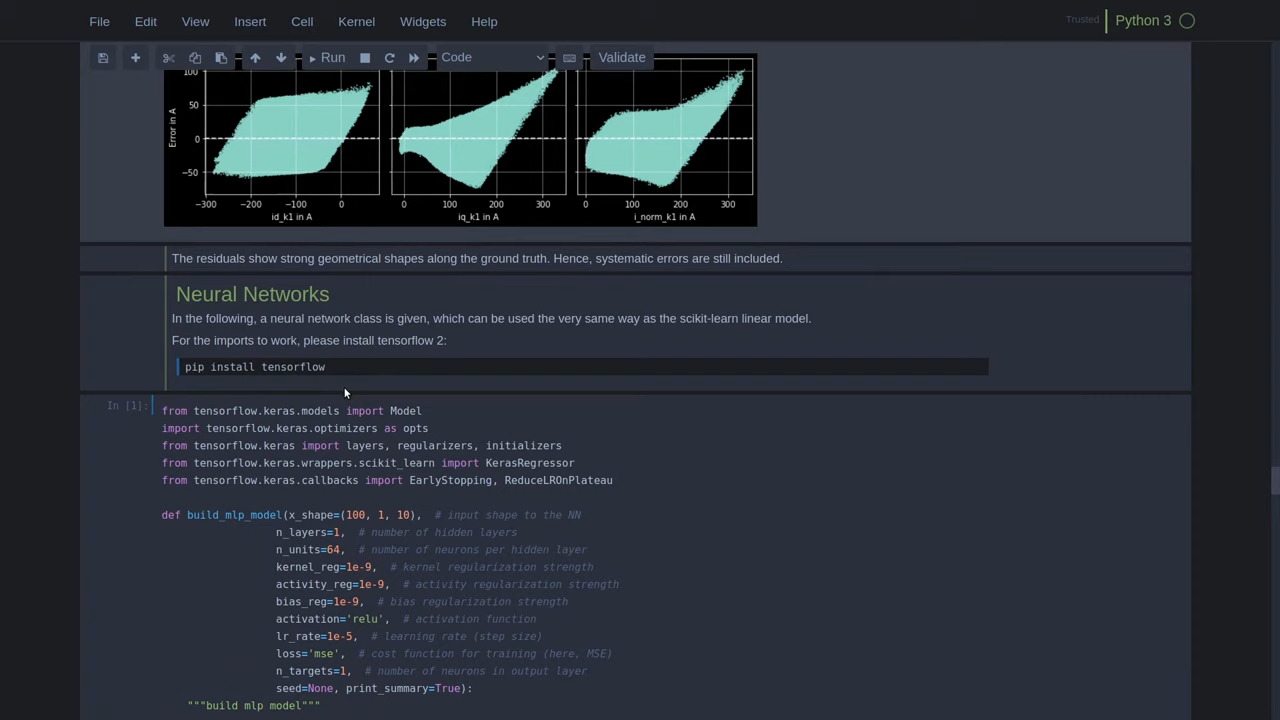 File Edit View Insert Cell Kernel Widgets Help Trusted Python 3
Run Code Validate
100
50
0
−50
Error in A
−300 −200 −100 0 0 100 200 300 0 100 200 300
id_k1 in A iq_k1 in A i_norm_k1 in A
The residuals show strong geometrical shapes along the ground truth. Hence, systematic errors are still included.
Neural Networks
In the following, a neural network class is given, which can be used the very same way as the scikit-learn linear model.
For the imports to work, please install tensorflow 2:
pip install tensorflow
In [1]:
from tensorflow.keras.models import Model
import tensorflow.keras.optimizers as opts
from tensorflow.keras import layers, regularizers, initializers
from tensorflow.keras.wrappers.scikit_learn import KerasRegressor
from tensorflow.keras.callbacks import EarlyStopping, ReduceLROnPlateau
def build_mlp_model(x_shape=(100, 1, 10),  # input shape to the NN
n_layers=1,  # number of hidden layers
n_units=64,  # number of neurons per hidden layer
kernel_reg=1e-9,  # kernel regularization strength
activity_reg=1e-9,  # activity regularization strength
bias_reg=1e-9,  # bias regularization strength
activation='relu',  # activation function
lr_rate=1e-5,  # learning rate (step size)
loss='mse',  # cost function for training (here, MSE)
n_targets=1,  # number of neurons in output layer
seed=None, print_summary=True):
"""build mlp model"""